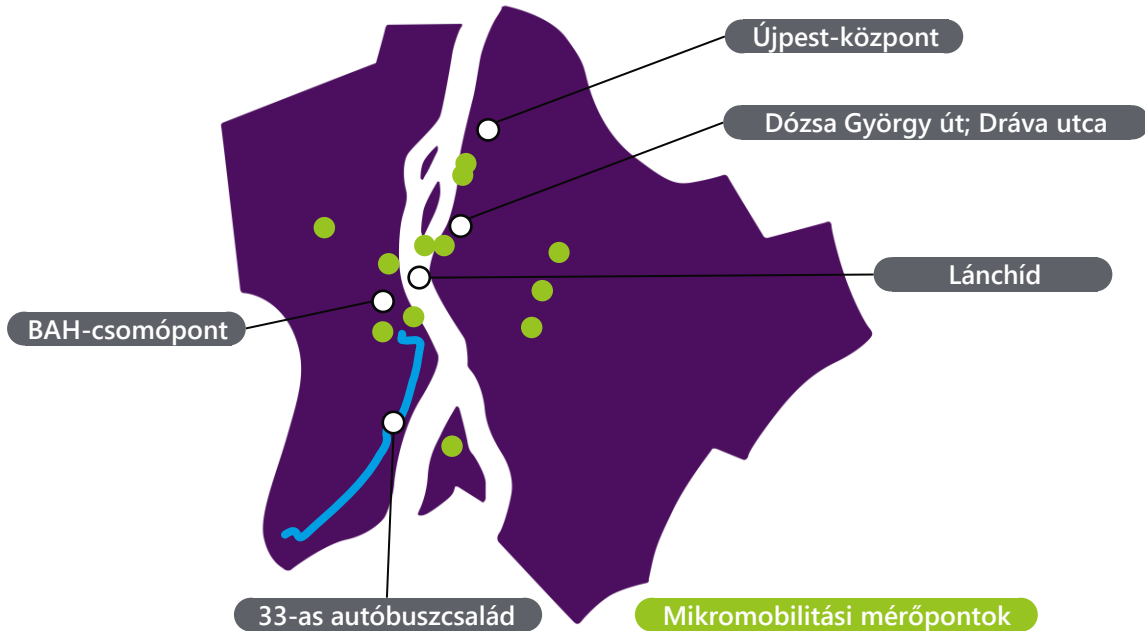 Újpest-központ
Dózsa György út; Dráva utca
Lánchíd
BAH-csomópont
33-as autóbuszcsalád
Mikromobilitási mérőpontok